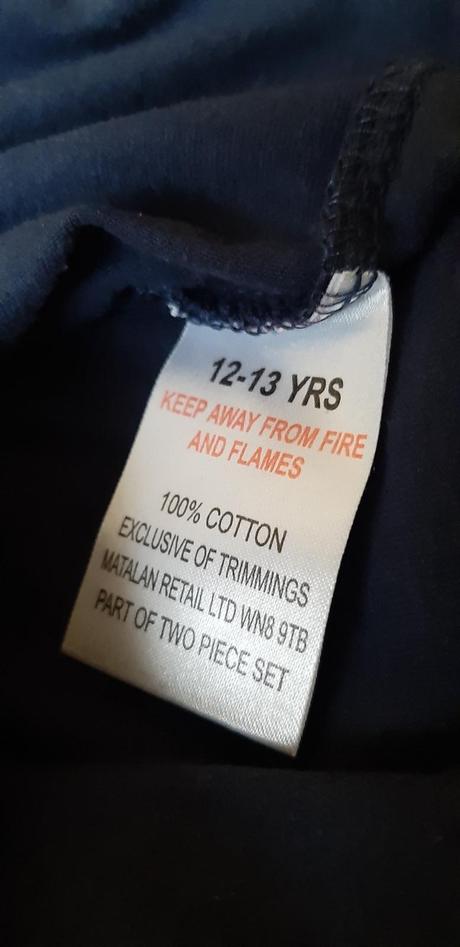 12-13 YRS
KEEP AWAY FROM FIRE
AND FLAMES
100% COTTON
EXCLUSIVE OF TRIMMINGS
MATALAN RETAIL LTD WN8 9TB
PART OF TWO PIECE SET